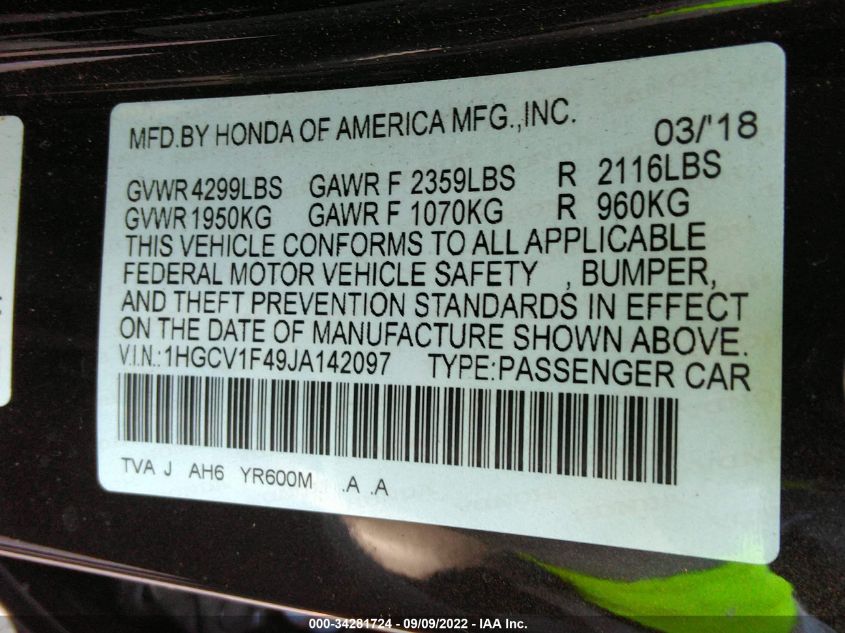 MFD.BY HONDA OF AMERICA MFG.,INC. 03/'18
GVWR 4299LBS GAWR F 2359LBS R 2116LBS
GVWR 1950KG GAWR F 1070KG R 960KG
THIS VEHICLE CONFORMS TO ALL APPLICABLE
FEDERAL MOTOR VEHICLE SAFETY , BUMPER,
AND THEFT PREVENTION STANDARDS IN EFFECT
ON THE DATE OF MANUFACTURE SHOWN ABOVE.
V.I.N.:1HGCV1F49JA142097 TYPE:PASSENGER CAR
TVA J AH6 YR600M .A .A
000-34281724 - 09/09/2022 - IAA Inc.